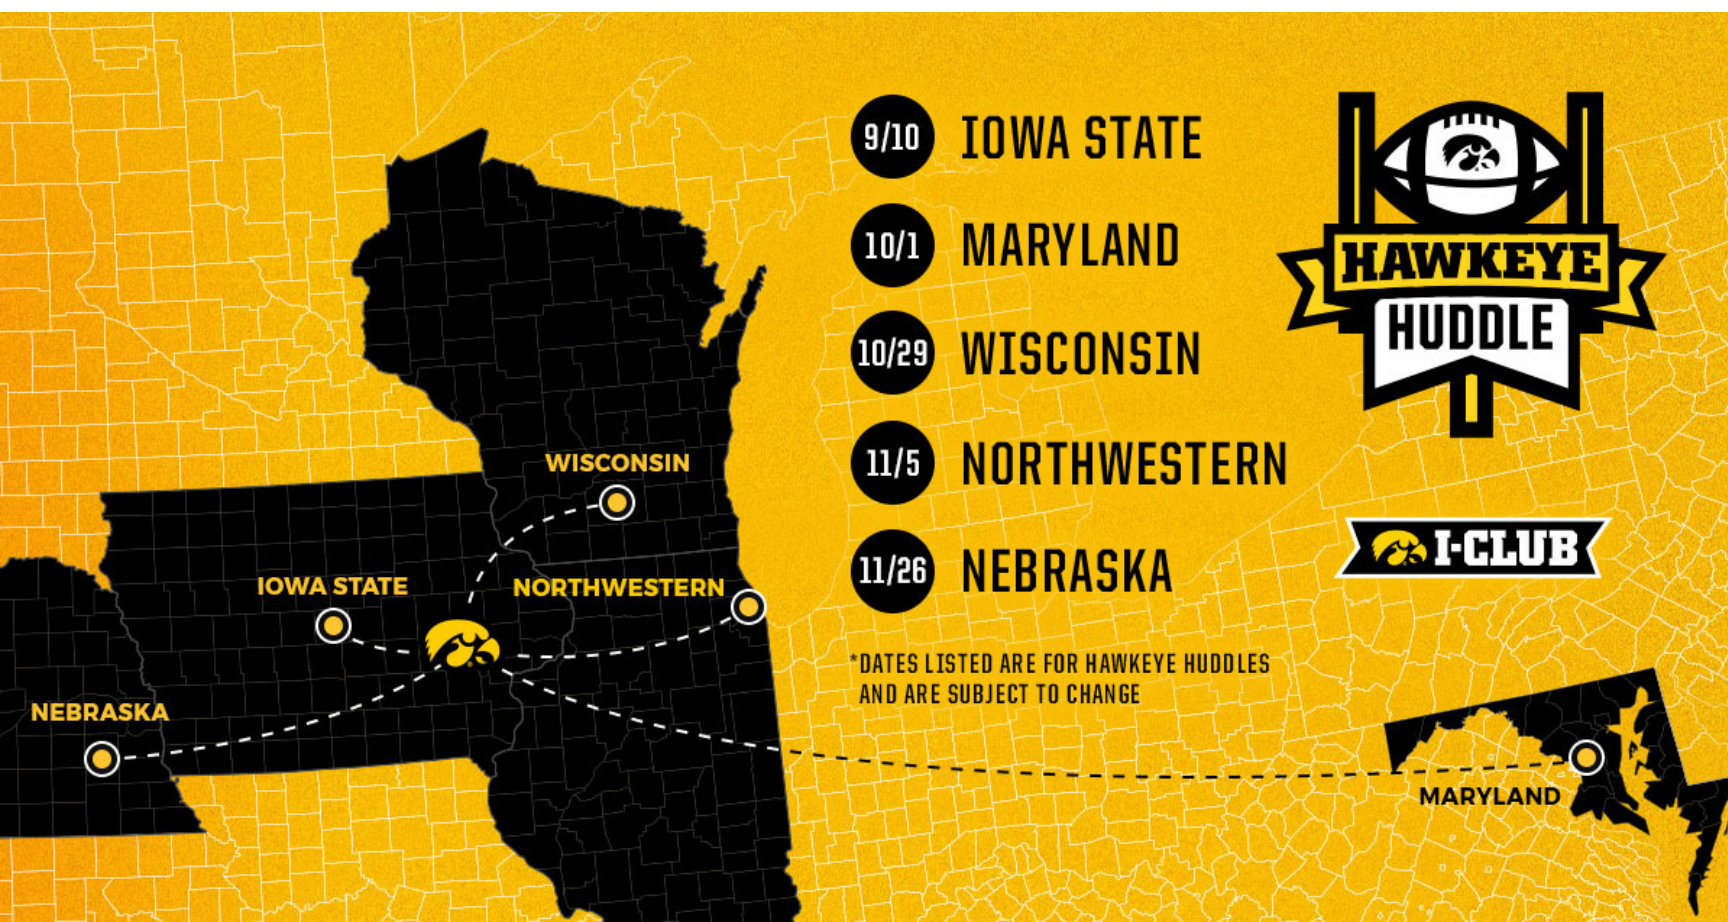 9/10 IOWA STATE
10/1 MARYLAND
10/29 WISCONSIN
11/5 NORTHWESTERN
11/26 NEBRASKA
*DATES LISTED ARE FOR HAWKEYE HUDDLES
AND ARE SUBJECT TO CHANGE
HAWKEYE
HUDDLE
I-CLUB
WISCONSIN
IOWA STATE
NORTHWESTERN
NEBRASKA
MARYLAND